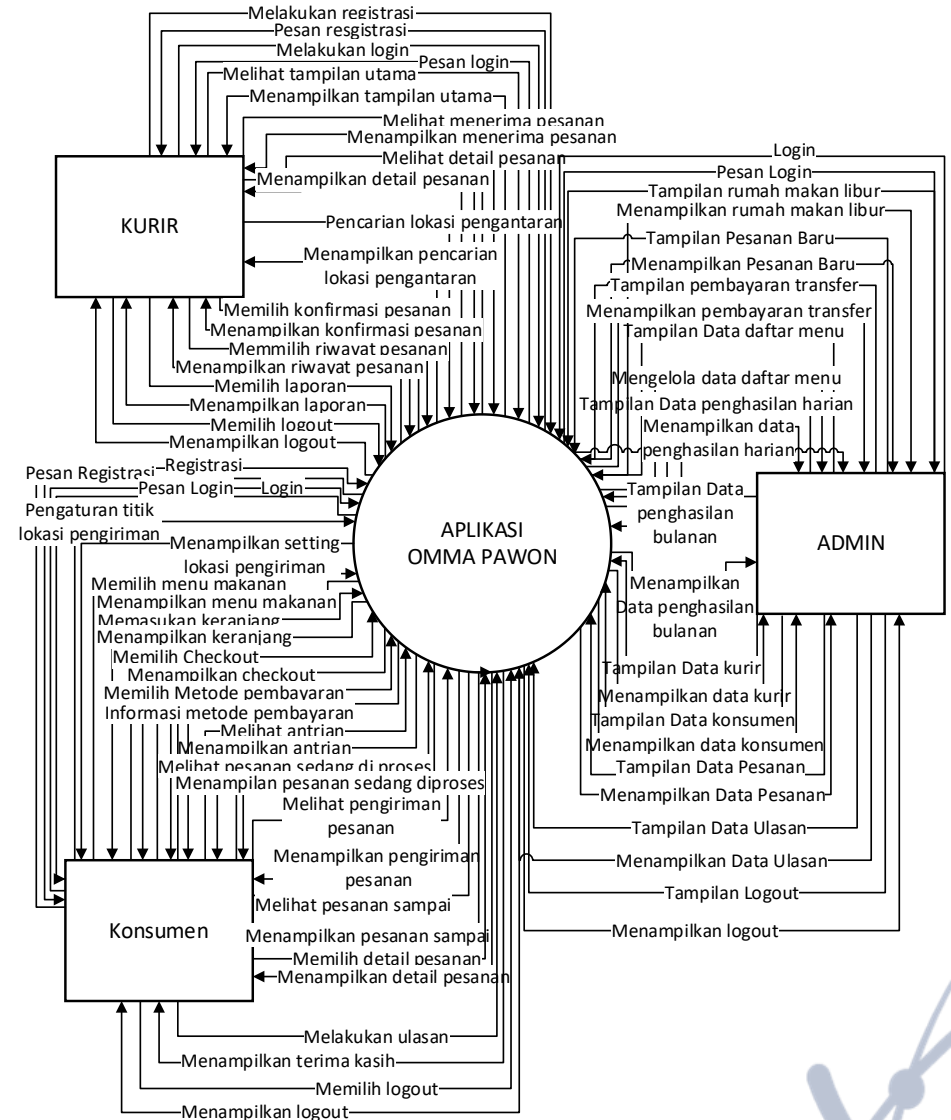 Melakukan registrasi
Pesan resgistrasi
Melakukan login
Pesan login
Melihat tampilan utama
Menampilkan tampilan utama
Melihat menerima pesanan
Menampilkan menerima pesanan
Melihat detail pesanan
Menampilkan detail pesanan
KURIR
Pencarian lokasi pengantaran
Menampilkan pencarian
lokasi pengantaran
Memilih konfirmasi pesanan
Menampilkan konfirmasi pesanan
Memmilih riwayat pesanan
Menampilkan riwayat pesanan
Memilih laporan
Menampilkan laporan
Memilih logout
Menampilkan logout
Login
Pesan Login
Tampilan rumah makan libur
Menampilkan rumah makan libur
Tampilan Pesanan Baru
Menampilkan Pesanan Baru
Tampilan pembayaran transfer
Menampilkan pembayaran transfer
Tampilan Data daftar menu
Mengelola data daftar menu
Tampilan Data penghasilan harian
Menampilkan data
penghasilan harian
Tampilan Data
penghasilan
bulanan
APLIKASI
OMMA PAWON
ADMIN
Menampilkan
Data penghasilan
bulanan
Tampilan Data kurir
Menampilkan data kurir
Tampilan Data konsumen
Menampilkan data konsumen
Tampilan Data Pesanan
Menampilkan Data Pesanan
Tampilan Data Ulasan
Menampilkan Data Ulasan
Tampilan Logout
Menampilkan logout
Registrasi
Pesan Registrasi
Pesan Login
Login
Pengaturan titik
lokasi pengiriman
Menampilkan setting
lokasi pengiriman
Memilih menu makanan
Menampilkan menu makanan
Memasukan keranjang
Menampilkan keranjang
Memilih Checkout
Menampilkan checkout
Memilih Metode pembayaran
Informasi metode pembayaran
Melihat antrian
Menampilkan antrian
Melihat pesanan sedang di proses
Menampilan pesanan sedang diproses
Melihat pengiriman
pesanan
Menampilkan pengiriman
pesanan
Melihat pesanan sampai
Konsumen
Menampilkan pesanan sampai
Memilih detail pesanan
Menampilkan detail pesanan
Melakukan ulasan
Menampilkan terima kasih
Memilih logout
Menampilkan logout